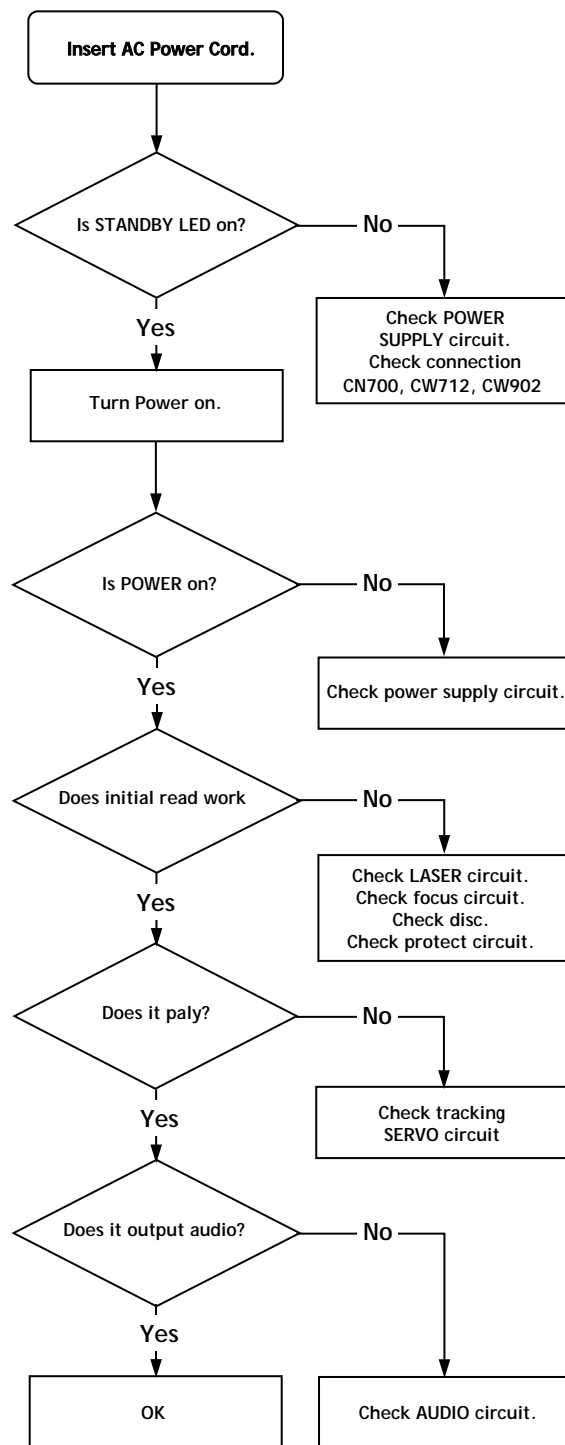 Insert AC Power Cord.
Is STANDBY LED on?
No
Check POWER
SUPPLY circuit.
Check connection
CN700, CW712, CW902
Yes
Turn Power on.
Is POWER on?
No
Check power supply circuit.
Yes
Does initial read work
No
Check LASER circuit.
Check focus circuit.
Check disc.
Check protect circuit.
Yes
Does it paly?
No
Check tracking
SERVO circuit
Yes
Does it output audio?
No
Yes
OK
Check AUDIO circuit.